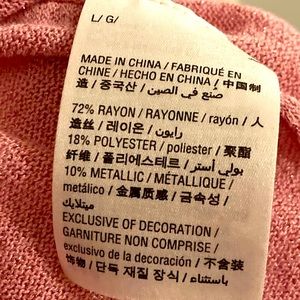 L/ G/
MADE IN CHINA / FABRIQUÉ EN
CHINE / HECHO EN CHINA / 中国制
造 / 중국산 / صنع في الصين /
72% RAYON / RAYONNE / rayón / 人
造丝 / 레이온 / رايون /
18% POLYESTER / poliester / 聚酯
纤维 / 폴리에스테르 / بولي أستر /
10% METALLIC / MÉTALLIQUE /
metálico / 金属质感 / 금속성 /
ميتلايك
EXCLUSIVE OF DECORATION /
GARNITURE NON COMPRISE /
exclusivo de la decoración / 不含装
饰物 / 단독 재질 장식 / باستثناء